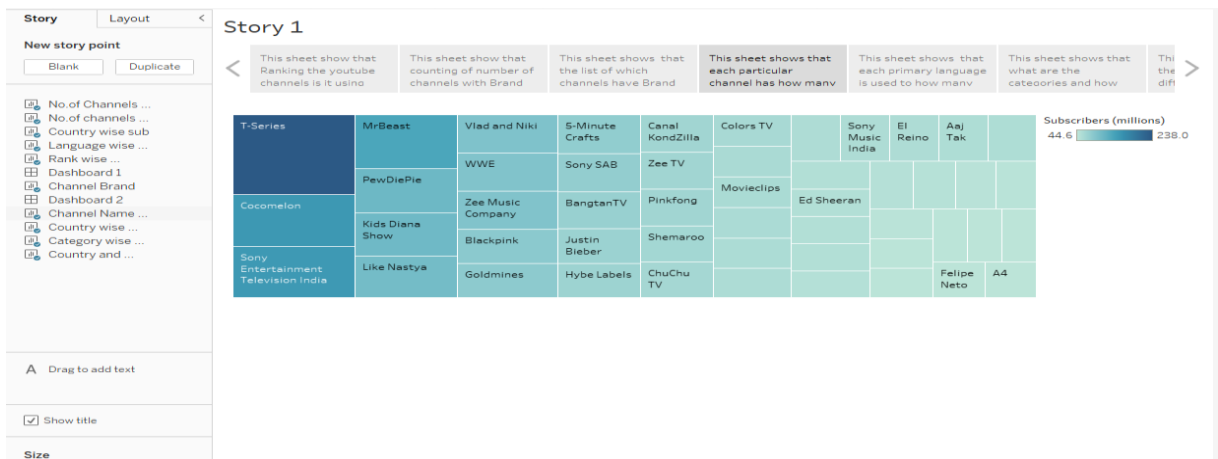 Story
Layout
<
New story point
Blank
Duplicate
No.of Channels ...
No.of channels ...
Country wise sub
Language wise ...
Rank wise ...
Dashboard 1
Channel Brand
Dashboard 2
Channel Name ...
Country wise ...
Category wise ...
Country and ...
A Drag to add text
Show title
Size
Story 1
This sheet show that
Ranking the youtube
channels is it using
This sheet show that
counting of number of
channels with Brand
This sheet shows that
the list of which
channels have Brand
This sheet shows that
each particular
channel has how many
This sheet shows that
each primary language
is used to how many
This sheet shows that
what are the
categories and how
Thi
the
diff
T-Series
Cocomelon
Sony
Entertainment
Television India
MrBeast
PewDiePie
Kids Diana
Show
Like Nastya
Vlad and Niki
WWE
Zee Music
Company
Blackpink
Goldmines
5-Minute
Crafts
Sony SAB
BangtanTV
Justin
Bieber
Hybe Labels
Canal
KondZilla
Zee TV
Pinkfong
Shemaroo
ChuChu
TV
Colors TV
Movieclips
Ed Sheeran
Sony
Music
India
El
Reino
Aaj
Tak
Felipe
Neto
A4
Subscribers (millions)
44.6
238.0